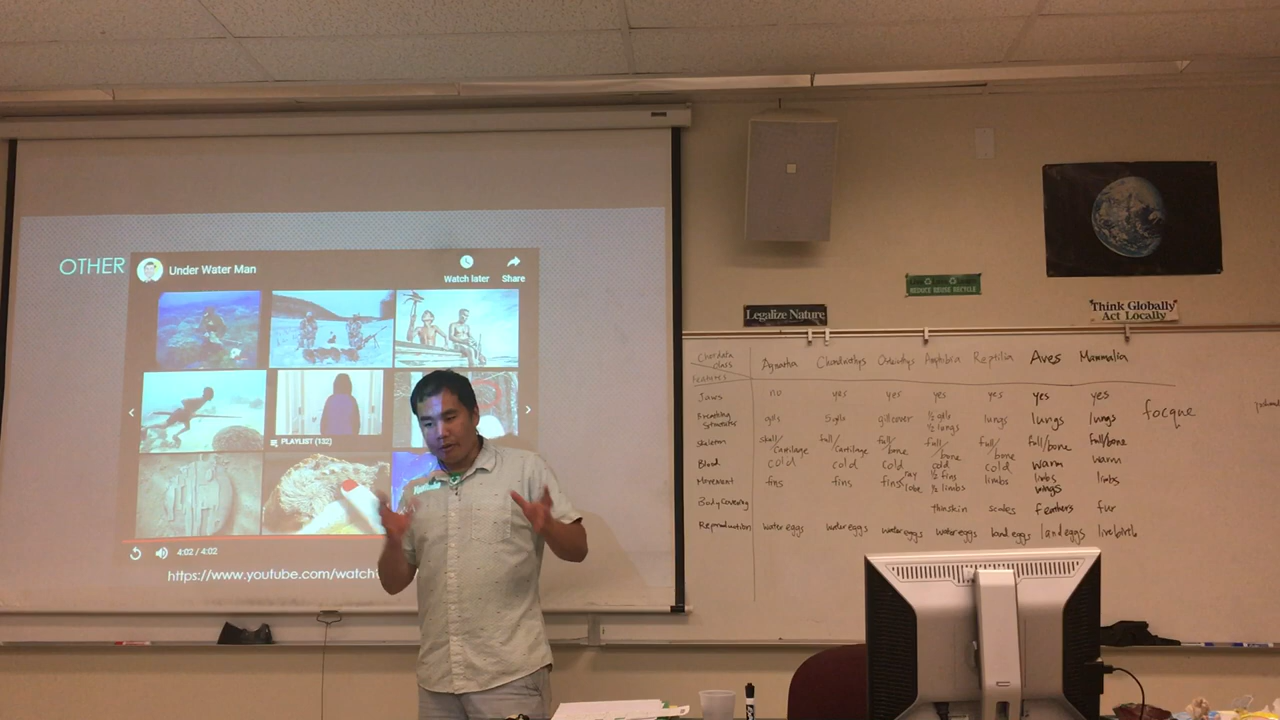 OTHER
Under Water Man
Watch later
Share
PLAYLIST (132)
4:02 / 4:02
https://www.youtube.com/watch
REDUCE REUSE RECYCLE
Legalize Nature
Think Globally
Act Locally
Chordata Class Features Agnatha Chondricthys Osteicthys Amphibia Reptilia Aves Mammalia
Jaws no yes yes yes yes yes yes
Breathing Structures gills 5 gills gill cover ½ gills ½ lungs lungs lungs lungs
Skeleton skull/cartilage full/cartilage full/bone full/bone full/bone full/bone full/bone
Blood cold cold cold cold cold warm warm
Movement fins fins fins ray lobe ½ fins ½ limbs limbs limbs wings limbs
Body Covering thin skin scales feathers fur
Reproduction water eggs water eggs water eggs water eggs land eggs land eggs live birth
focque